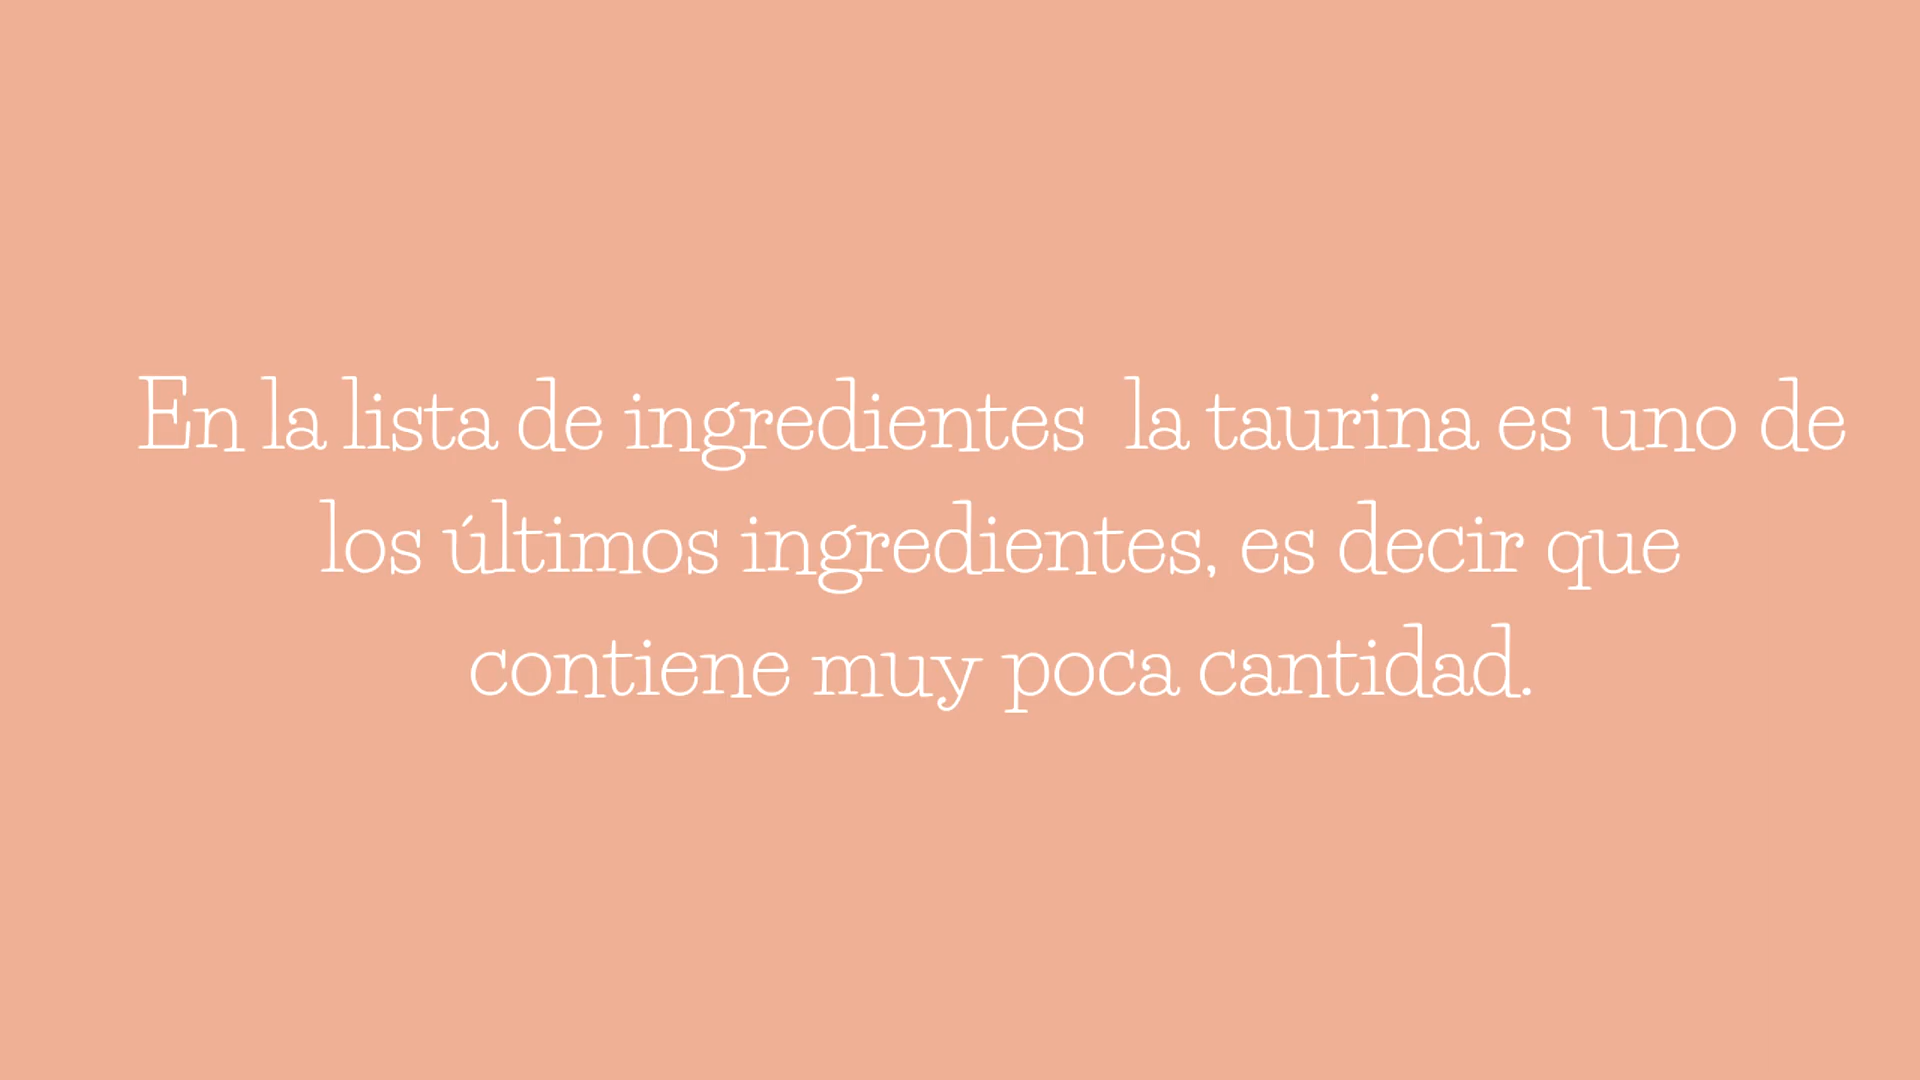 En la lista de ingredientes  la taurina es uno de
los últimos ingredientes, es decir que
contiene muy poca cantidad.